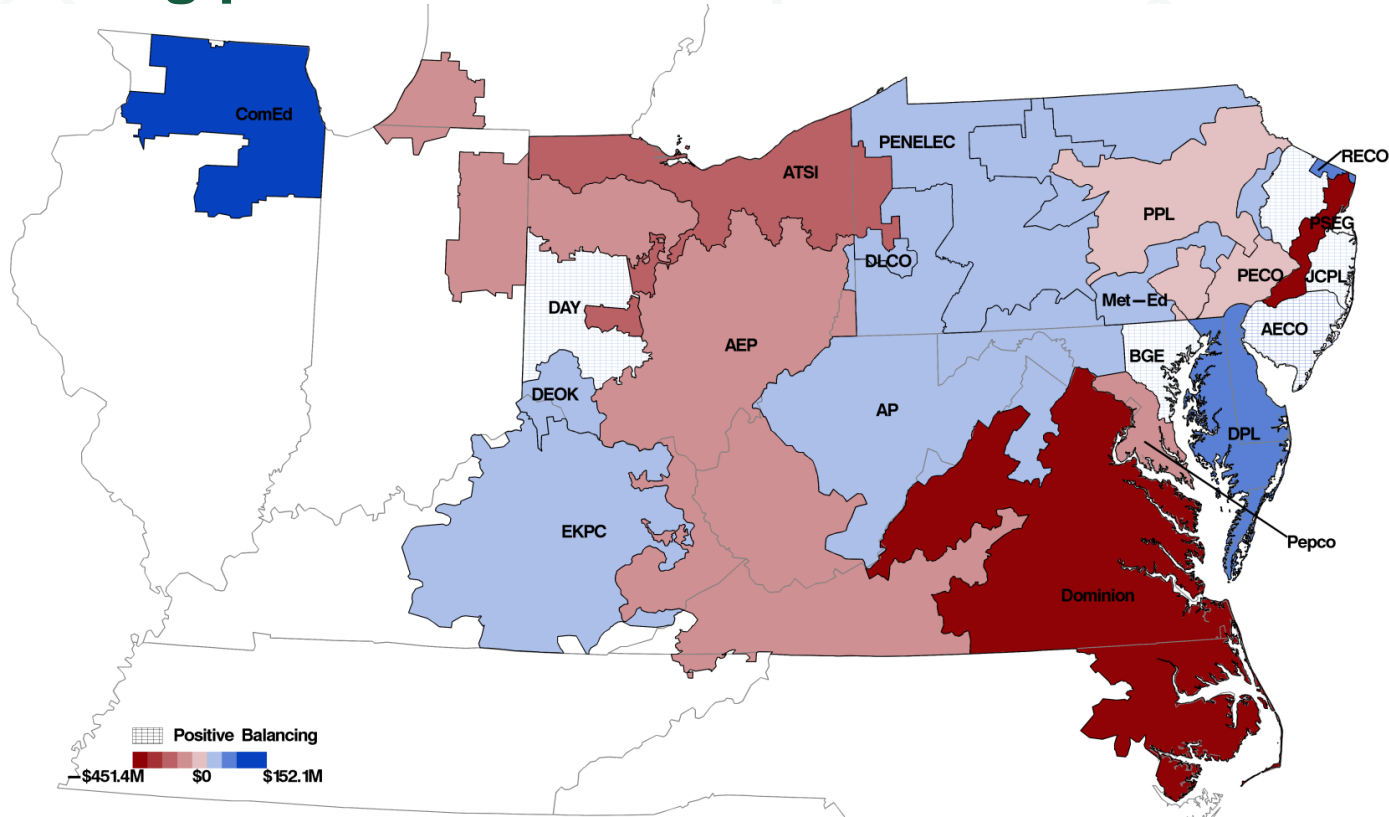 ComEd
PENELEC
RECO
ATSI
PPL
PSEG
DLCO
PECO
JCPL
Met−Ed
DAY
AECO
AEP
BGE
DEOK
AP
DPL
EKPC
Pepco
Dominion
Positive Balancing
−$451.4M $0 $152.1M